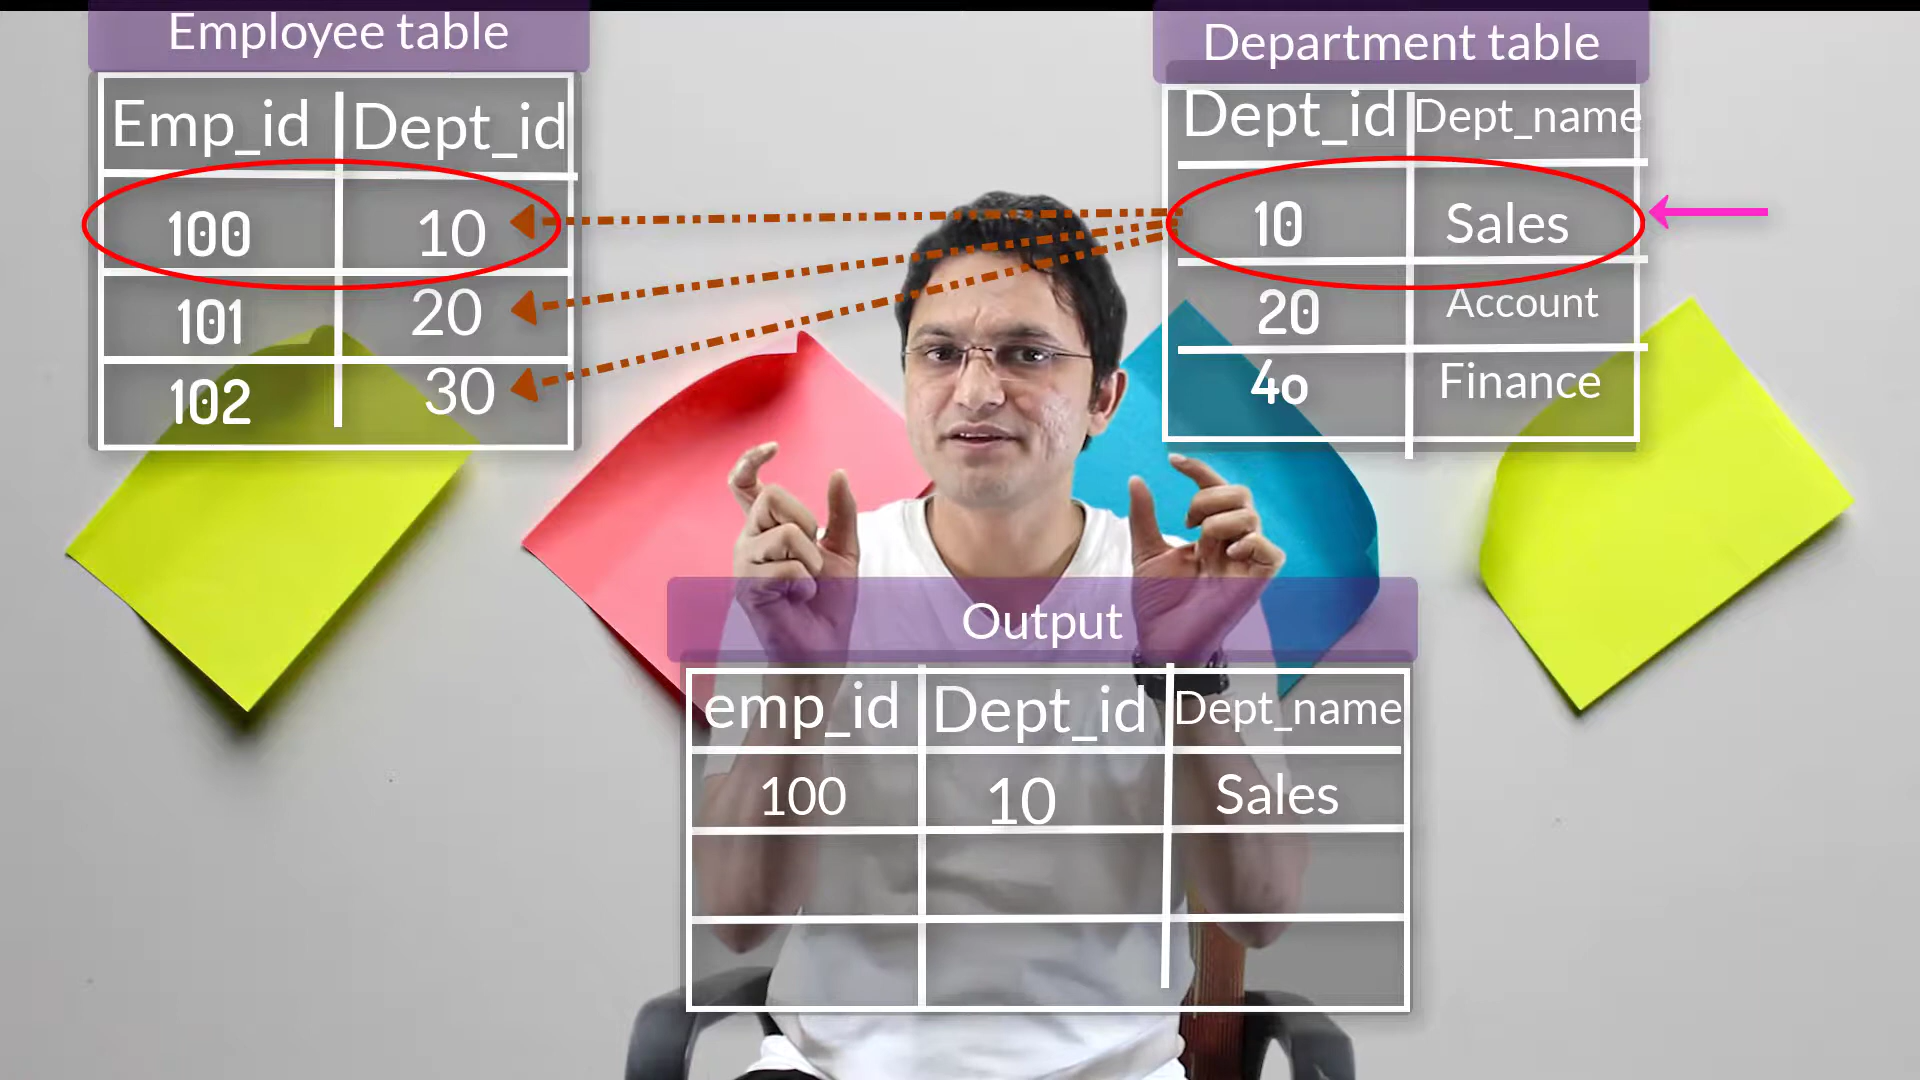 Employee table
Emp_id Dept_id
100 10
101 20
102 30
Department table
Dept_id Dept_name
10 Sales
20 Account
4o Finance
Output
emp_id Dept_id Dept_name
100 10 Sales